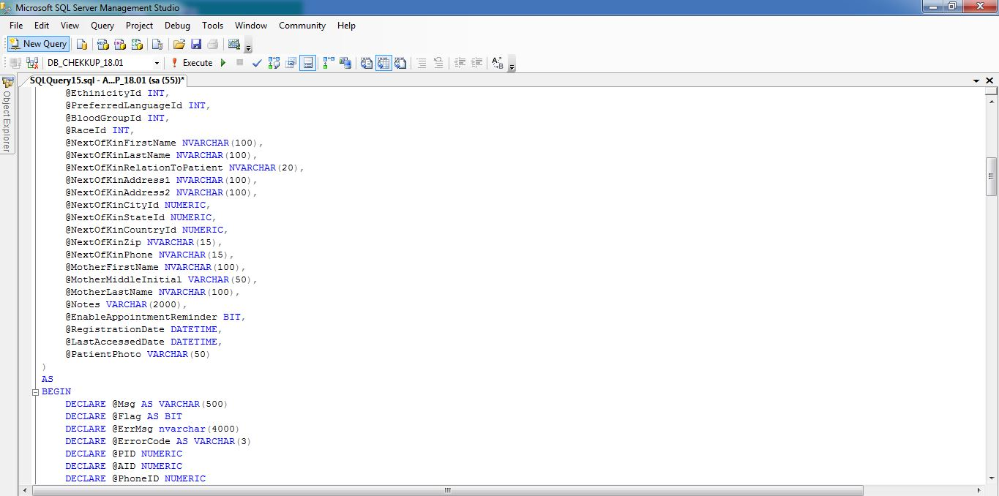 Microsoft SQL Server Management Studio
File Edit View Query Project Debug Tools Window Community Help
New Query
DB_CHEKKUP_18.01 Execute
SQLQuery15.sql - A...P_18.01 (sa (55))*
Object Explorer
@EthinicityId INT,
@PreferredLanguageId INT,
@BloodGroupId INT,
@RaceId INT,
@NextOfKinFirstName NVARCHAR(100),
@NextOfKinLastName NVARCHAR(100),
@NextOfKinRelationToPatient NVARCHAR(20),
@NextOfKinAddress1 NVARCHAR(100),
@NextOfKinAddress2 NVARCHAR(100),
@NextOfKinCityId NUMERIC,
@NextOfKinStateId NUMERIC,
@NextOfKinCountryId NUMERIC,
@NextOfKinZip NVARCHAR(15),
@NextOfKinPhone NVARCHAR(15),
@MotherFirstName NVARCHAR(100),
@MotherMiddleInitial VARCHAR(50),
@MotherLastName NVARCHAR(100),
@Notes VARCHAR(2000),
@EnableAppointmentReminder BIT,
@RegistrationDate DATETIME,
@LastAccessedDate DATETIME,
@PatientPhoto VARCHAR(50)
)
AS
BEGIN
DECLARE @Msg AS VARCHAR(500)
DECLARE @Flag AS BIT
DECLARE @ErrMsg nvarchar(4000)
DECLARE @ErrorCode AS VARCHAR(3)
DECLARE @PID NUMERIC
DECLARE @AID NUMERIC
DECLARE @PhoneID NUMERIC